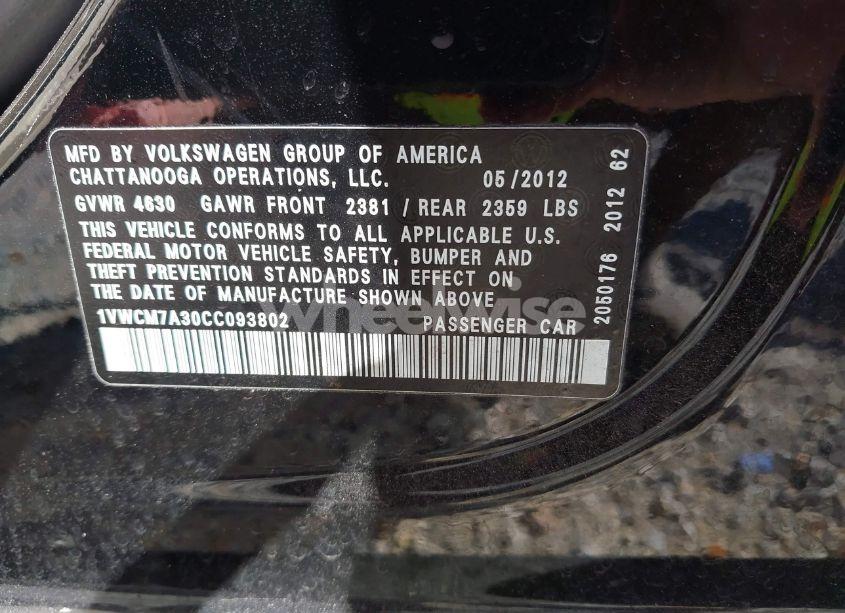 MFD BY VOLKSWAGEN GROUP OF AMERICA
CHATTANOOGA OPERATIONS, LLC. 05/2012
GVWR 4630 GAWR FRONT 2381 / REAR 2359 LBS
THIS VEHICLE CONFORMS TO ALL APPLICABLE U.S.
FEDERAL MOTOR VEHICLE SAFETY, BUMPER AND
THEFT PREVENTION STANDARDS IN EFFECT ON
THE DATE OF MANUFACTURE SHOWN ABOVE
1VWCM7A30CC093802 PASSENGER CAR
2050176 2012 62
wheelwise